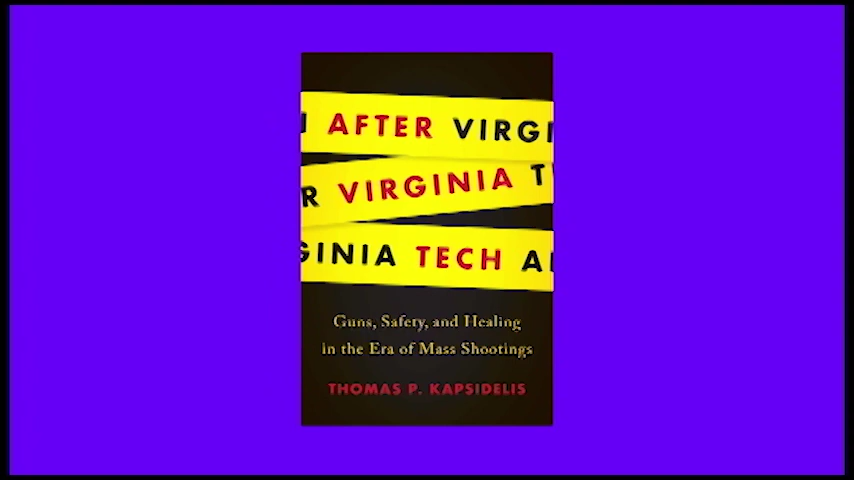 AFTER VIRGI
R VIRGINIA T
GINIA TECH A
Guns, Safety, and Healing
in the Era of Mass Shootings
THOMAS P. KAPSIDELIS